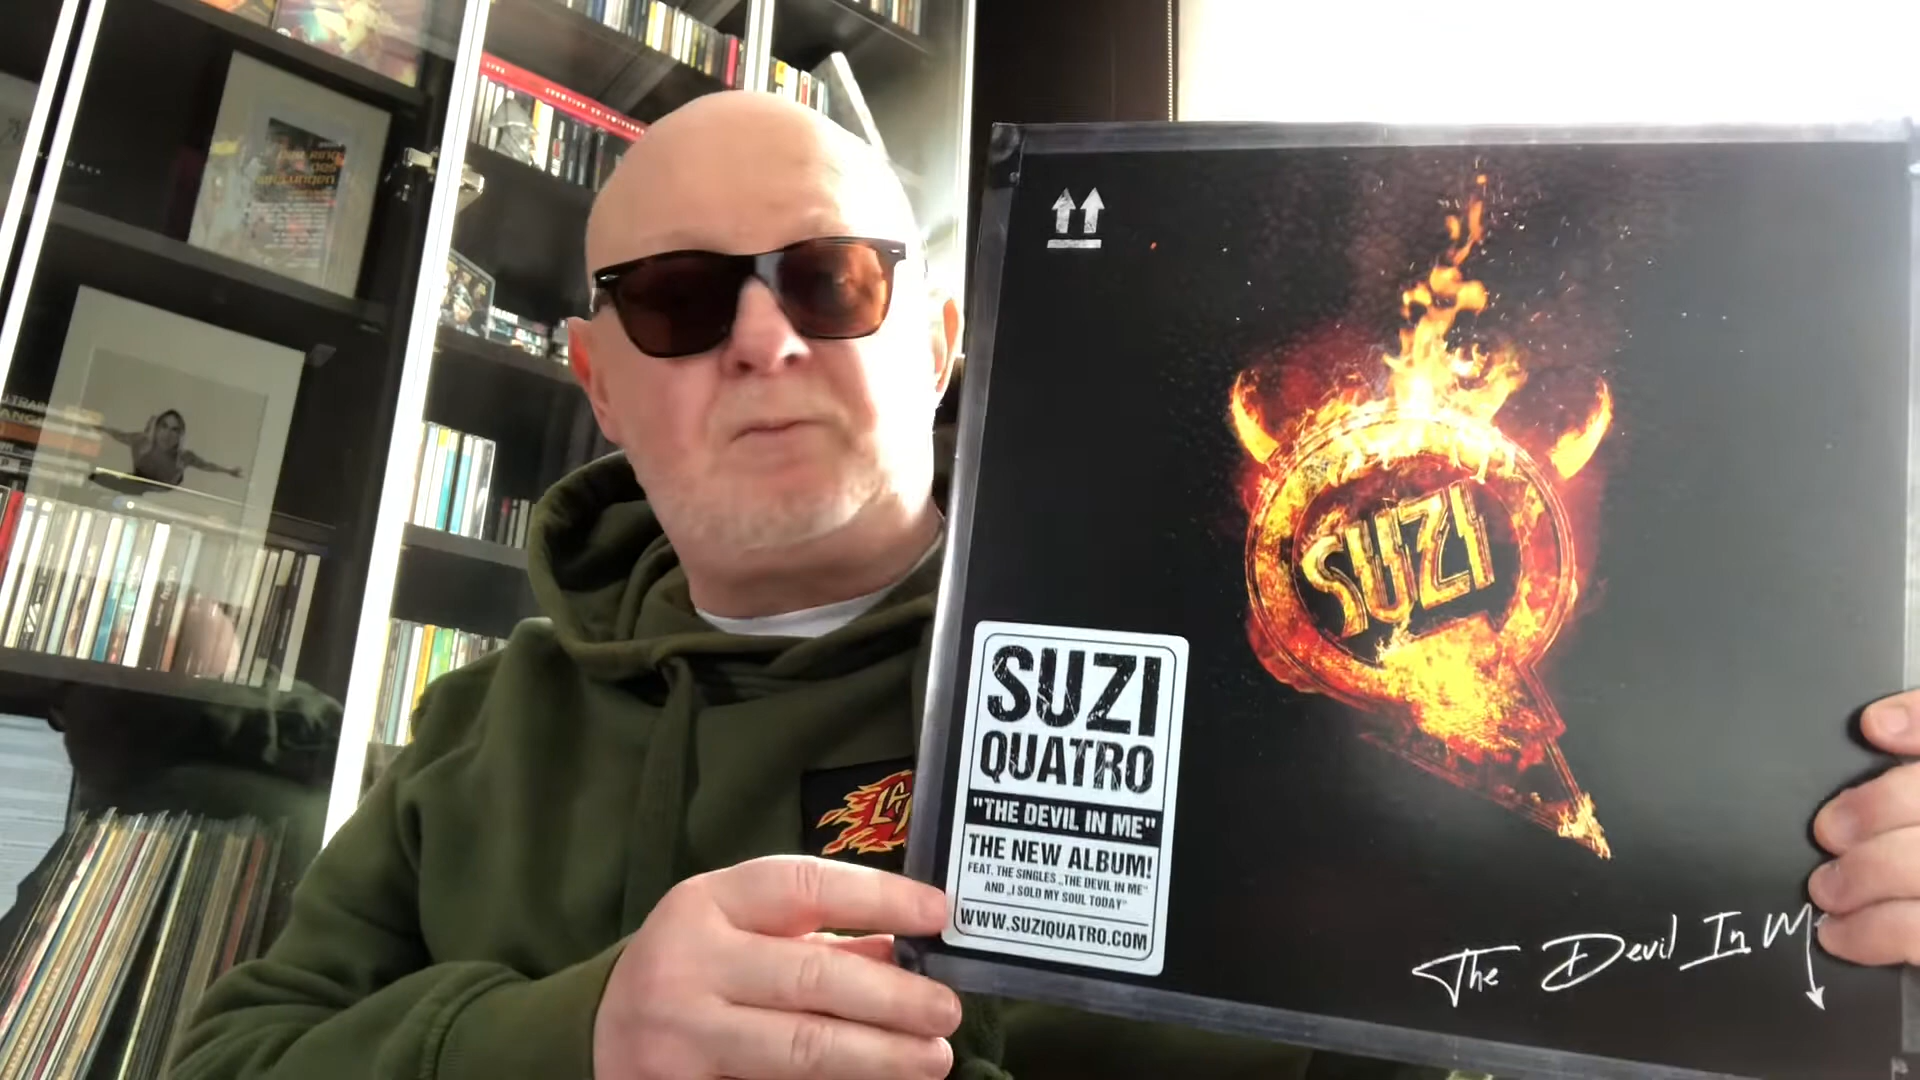 SUZI
SUZI
QUATRO
"THE DEVIL IN ME"
THE NEW ALBUM!
FEAT. THE SINGLES „THE DEVIL IN ME"
AND „I SOLD MY SOUL TODAY"
WWW.SUZIQUATRO.COM
The Devil In M